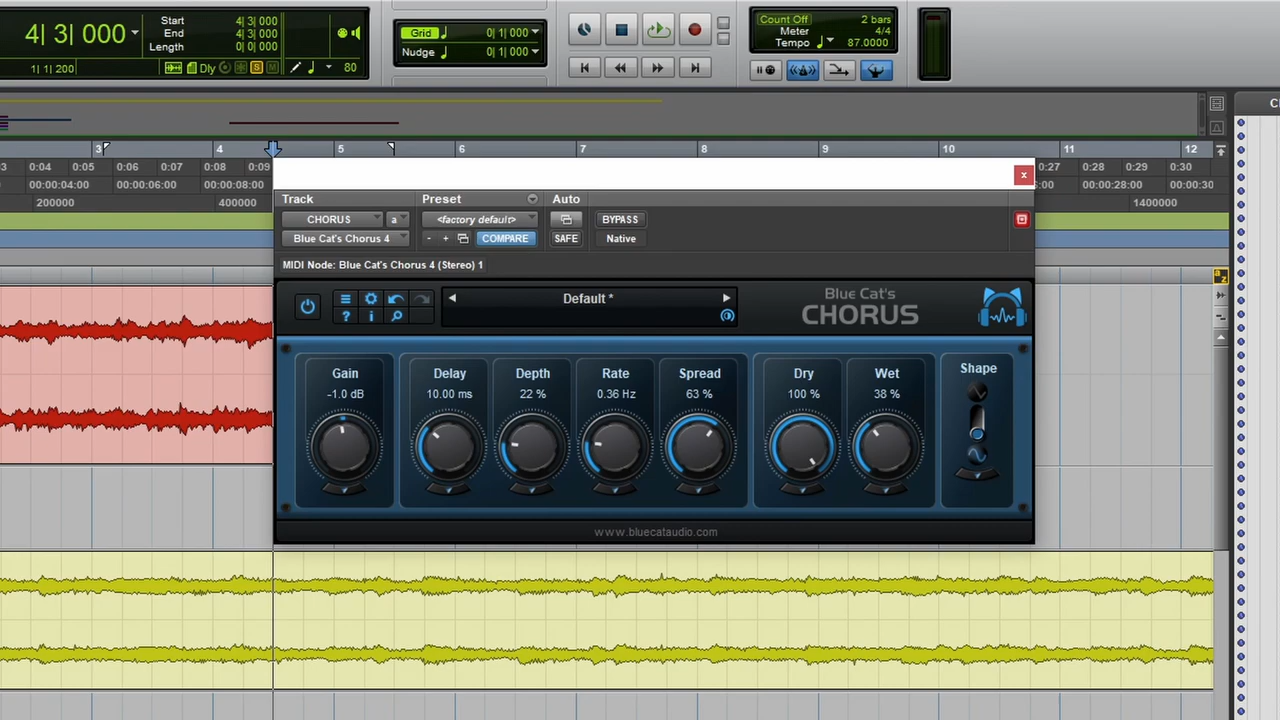 4| 3| 000
Start 4| 3| 000
End 4| 3| 000
Length 0| 0| 000
1| 1| 200
Dly
S
M
80
Grid 0| 1| 000
Nudge 0| 1| 000
Count Off 2 bars
Meter 4/4
Tempo 87.0000
3 4 5 6 7 8 9 10 11 12
0:04 0:05 0:06 0:07 0:08 0:09 0:27 0:28 0:29 0:30
00:00:04:00 00:00:06:00 00:00:08:00 00:00:28:00 00:00:30
200000 400000 1400000
Track Preset Auto
CHORUS a <factory default> BYPASS
Blue Cat's Chorus 4 - + COMPARE SAFE Native
MIDI Node: Blue Cat's Chorus 4 (Stereo) 1
Default *
Blue Cat's
CHORUS
? i
Gain Delay Depth Rate Spread Dry Wet Shape
-1.0 dB 10.00 ms 22 % 0.36 Hz 63 % 100 % 38 %
www.bluecataudio.com
a z